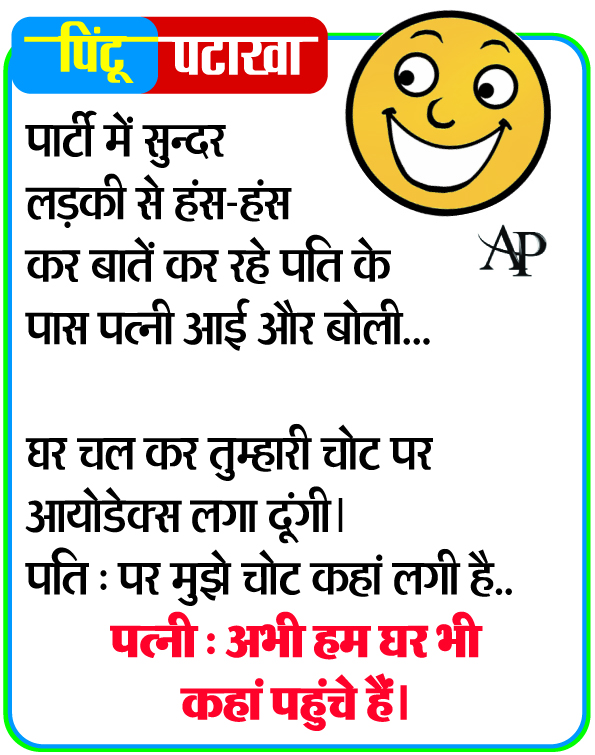 पिंटू पटाखा
पार्टी में सुन्दर
लड़की से हंस-हंस
कर बातें कर रहे पति के
पास पत्नी आई और बोली...
AP
घर चल कर तुम्हारी चोट पर
आयोडेक्स लगा दूंगी।
पति : पर मुझे चोट कहां लगी है..
पत्नी : अभी हम घर भी
कहां पहुंचे हैं।